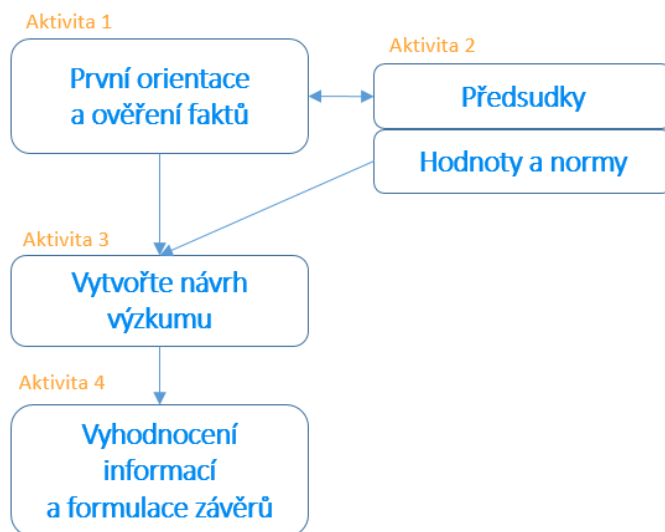 Aktivita 1
První orientace
a ověření faktů
Aktivita 2
Předsudky
Hodnoty a normy
Aktivita 3
Vytvořte návrh
výzkumu
Aktivita 4
Vyhodnocení
informací
a formulace závěrů